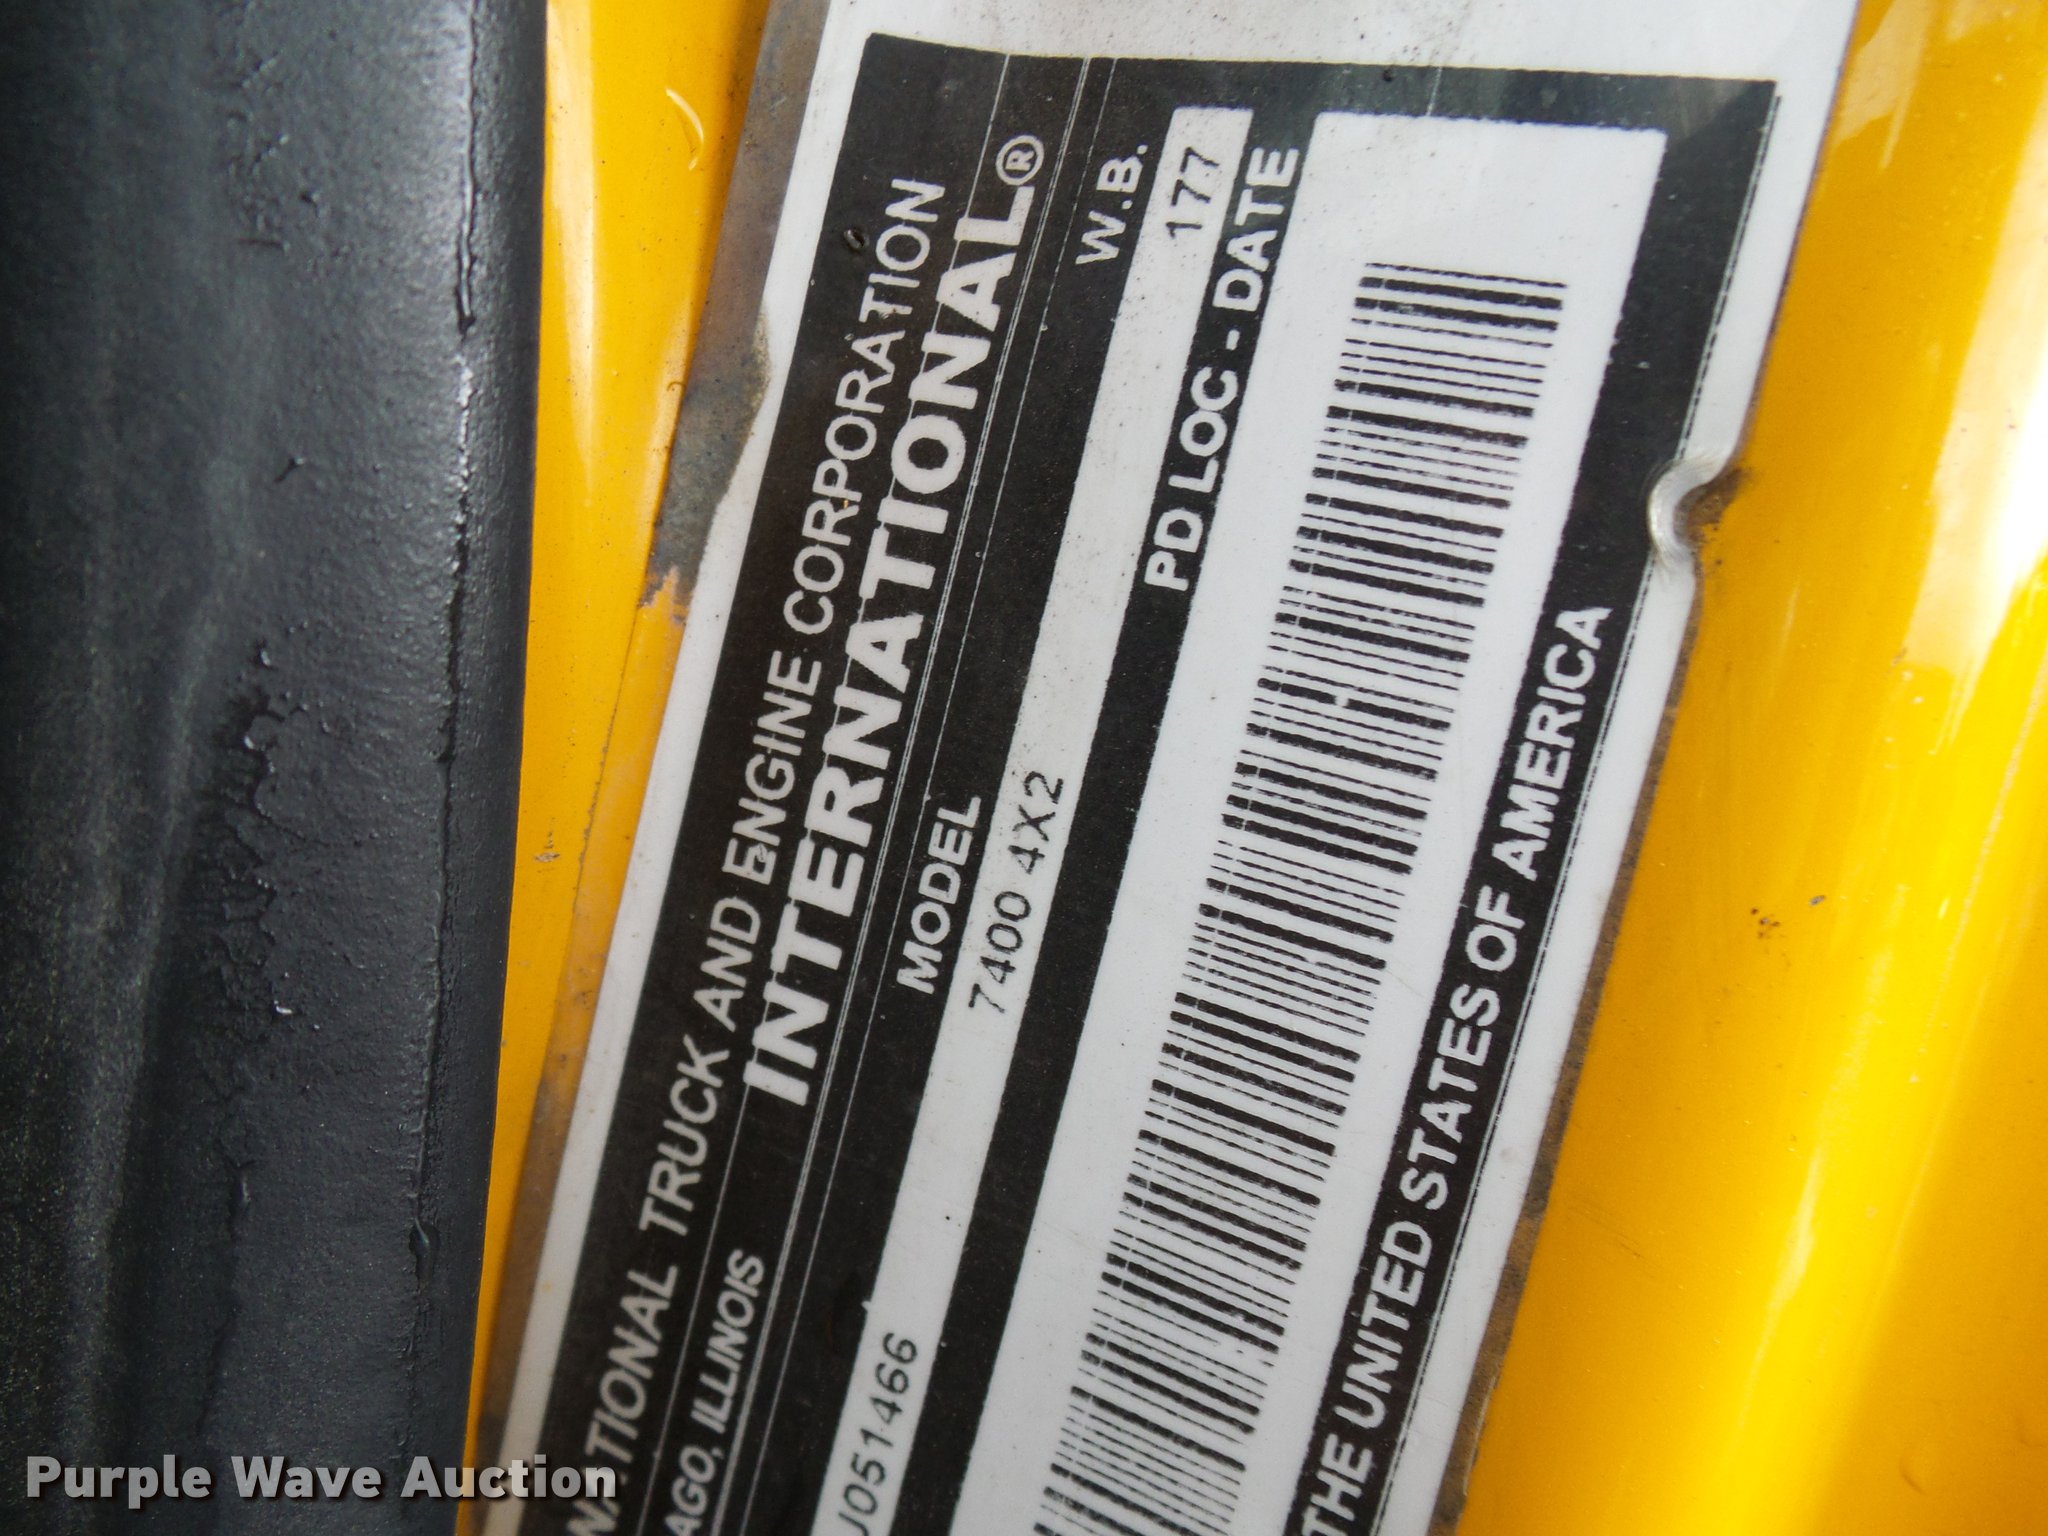 NATIONAL TRUCK AND ENGINE CORPORATION
AGO, ILLINOIS INTERNATIONAL®
MODEL W.B.
J051466 7400 4X2 177
PD LOC - DATE
THE UNITED STATES OF AMERICA
Purple Wave Auction